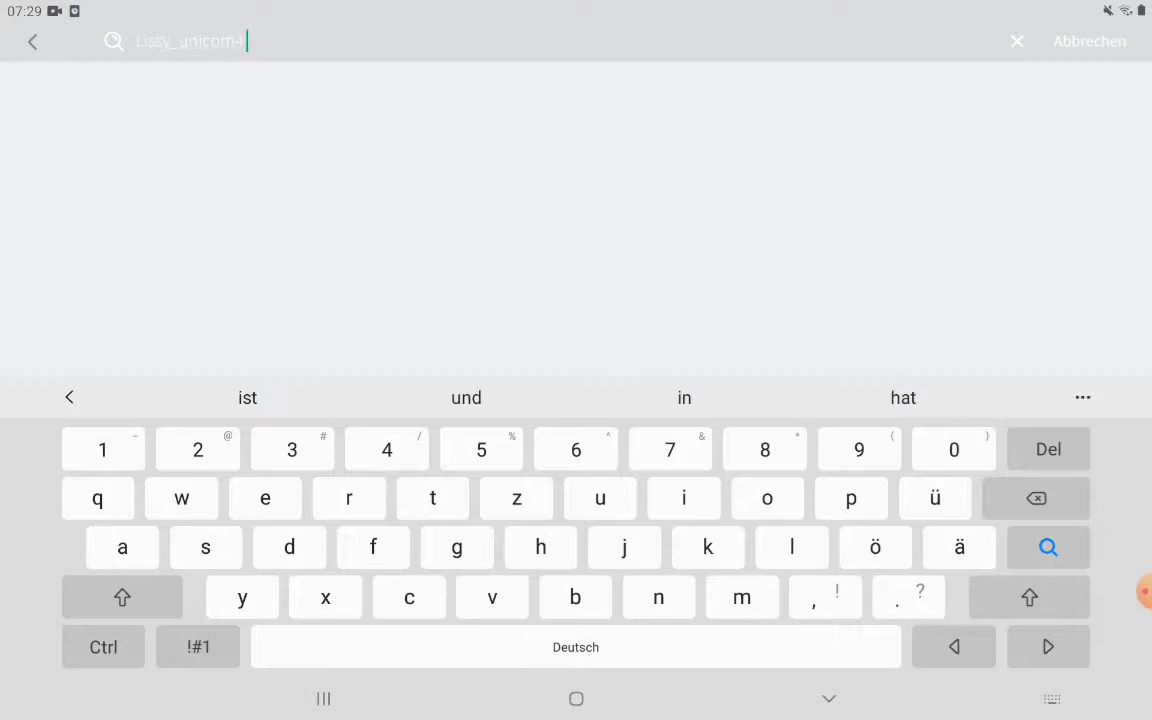 07:29
Lissy_unicorn4 Abbrechen
ist und in hat ...
1 - 2 @ 3 # 4 / 5 % 6 ^ 7 & 8 * 9 ( 0 ) Del
q w e r t z u i o p ü
a s d f g h j k l ö ä
y x c v b n m , ! . ?
Ctrl !#1 Deutsch